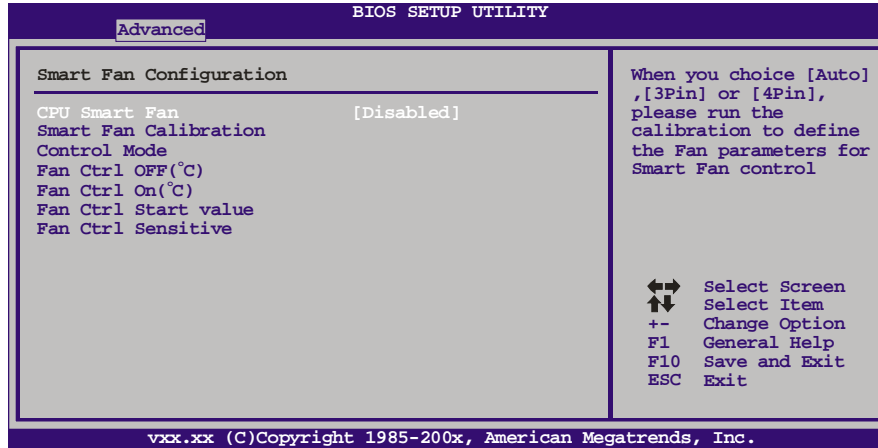 BIOS SETUP UTILITY
Advanced
Smart Fan Configuration
CPU Smart Fan [Disabled]
Smart Fan Calibration
Control Mode
Fan Ctrl OFF(°C)
Fan Ctrl On(°C)
Fan Ctrl Start value
Fan Ctrl Sensitive
When you choice [Auto]
,[3Pin] or [4Pin],
please run the
calibration to define
the Fan parameters for
Smart Fan control
Select Screen
Select Item
+- Change Option
F1 General Help
F10 Save and Exit
ESC Exit
vxx.xx (C)Copyright 1985-200x, American Megatrends, Inc.